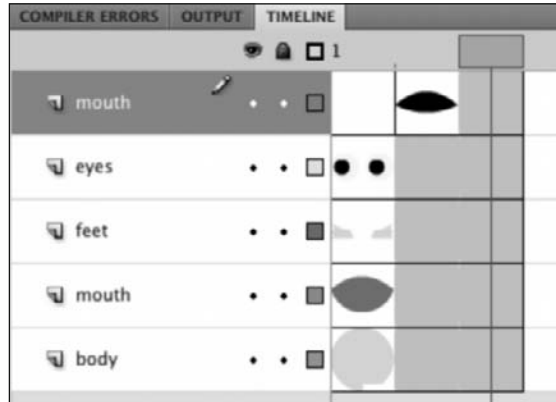 COMPILER ERRORS OUTPUT TIMELINE
1
mouth
eyes
feet
mouth
body